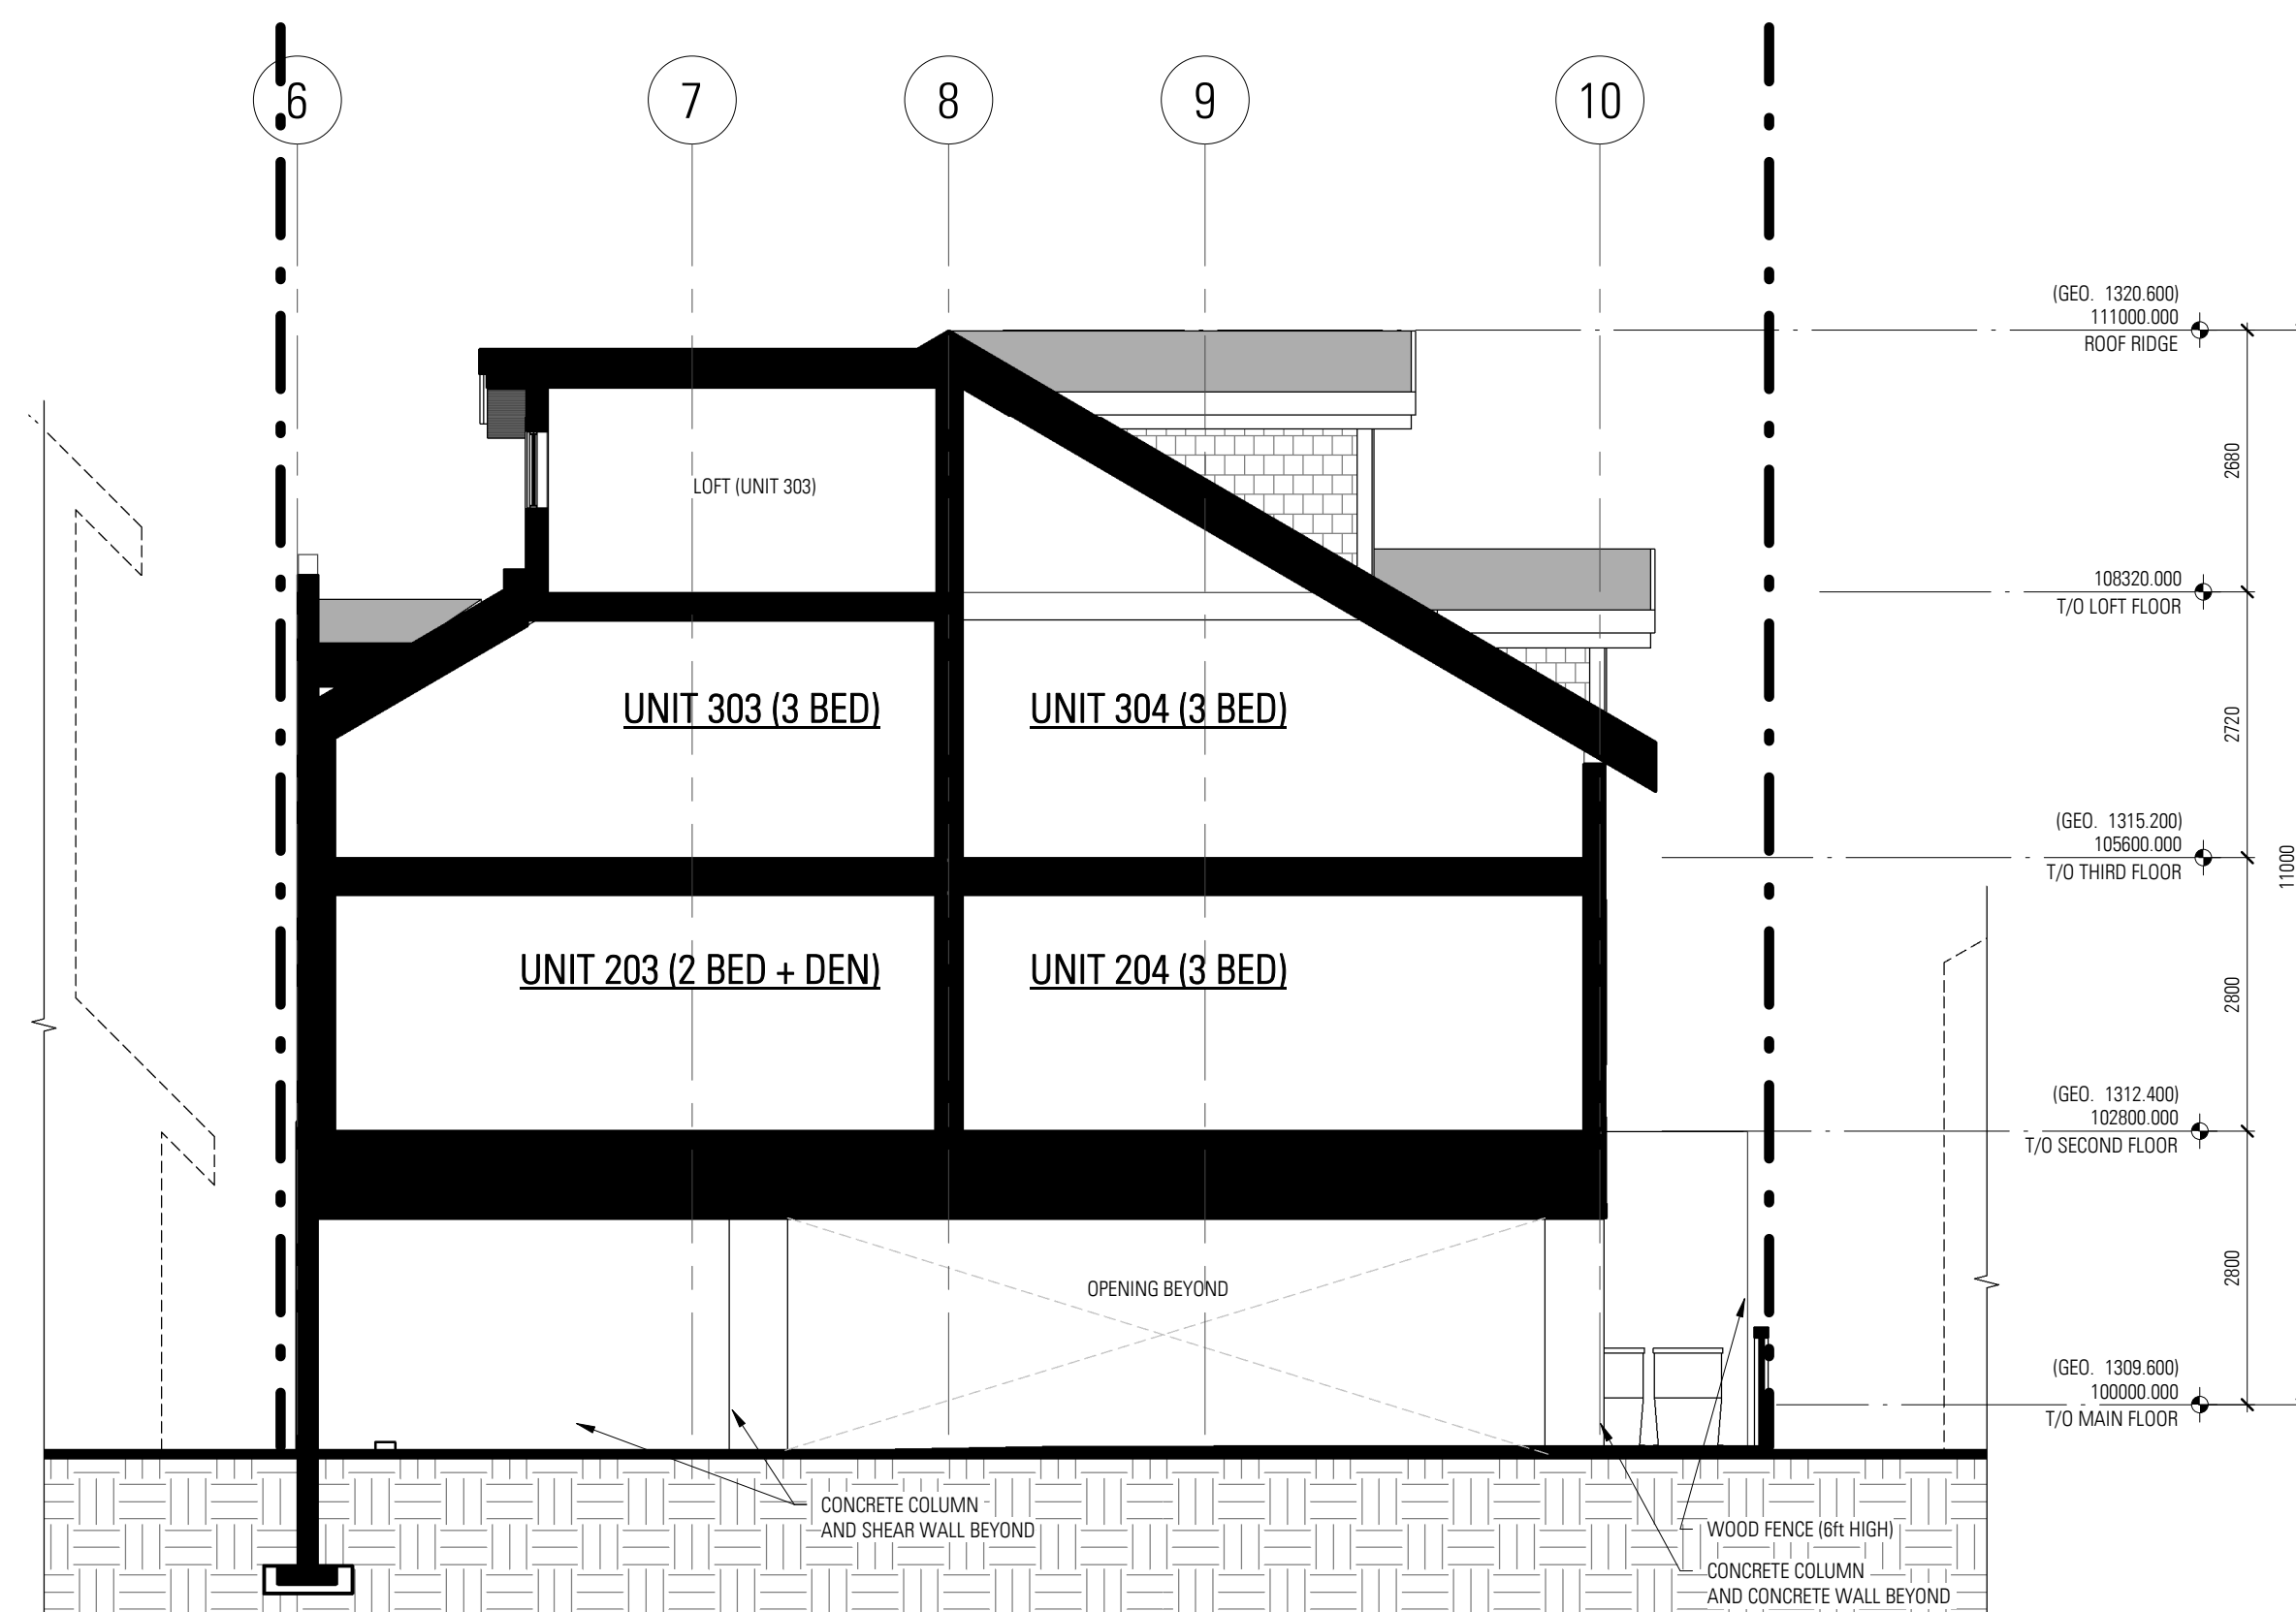 6
7
8
9
10
(GEO. 1320.600)
111000.000
ROOF RIDGE
2680
LOFT (UNIT 303)
108320.000
T/O LOFT FLOOR
UNIT 303 (3 BED)
UNIT 304 (3 BED)
2720
(GEO. 1315.200)
105600.000
T/O THIRD FLOOR
11000
UNIT 203 (2 BED + DEN)
UNIT 204 (3 BED)
2800
(GEO. 1312.400)
102800.000
T/O SECOND FLOOR
OPENING BEYOND
2800
(GEO. 1309.600)
100000.000
T/O MAIN FLOOR
CONCRETE COLUMN
AND SHEAR WALL BEYOND
WOOD FENCE (6ft HIGH)
CONCRETE COLUMN
AND CONCRETE WALL BEYOND